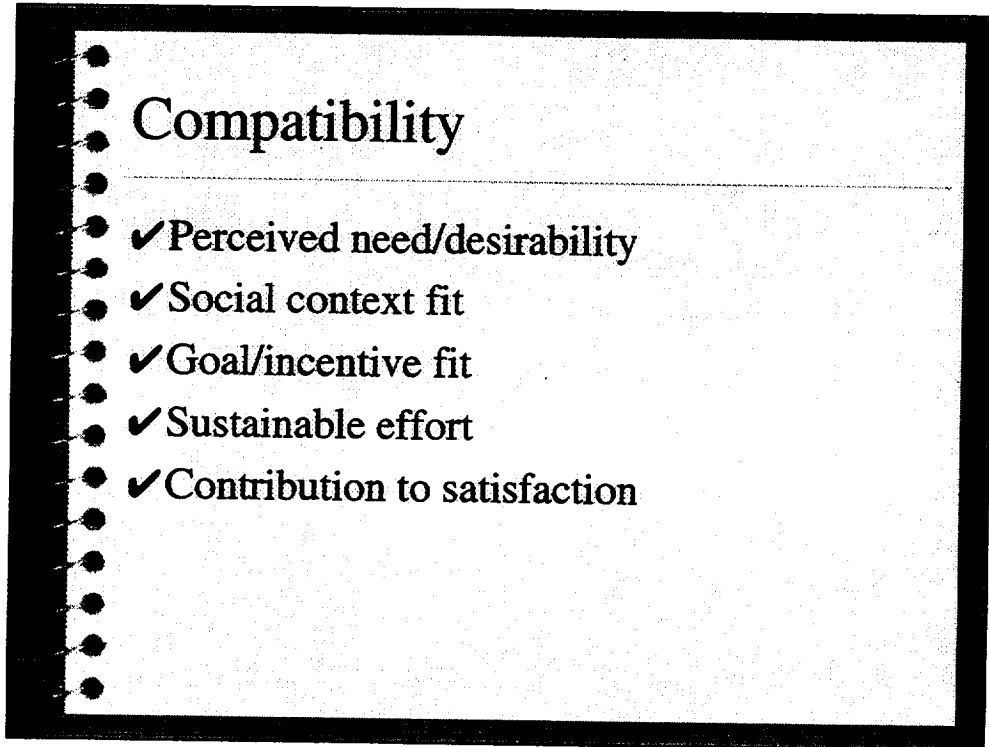 Compatibility
✔Perceived need/desirability
✔Social context fit
✔Goal/incentive fit
✔Sustainable effort
✔Contribution to satisfaction